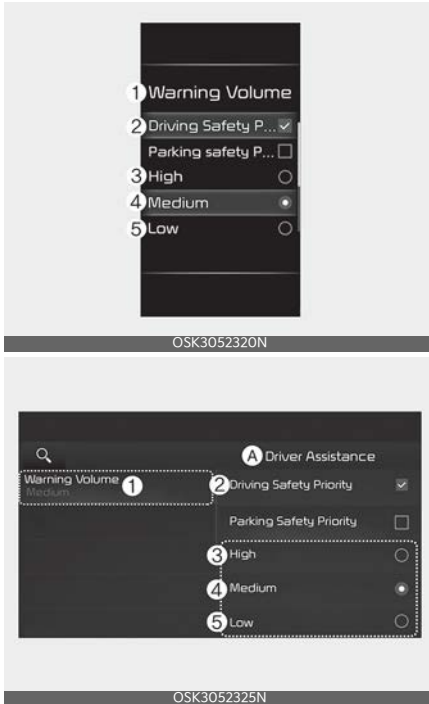 1 Warning Volume
2 Driving Safety P...
Parking safety P...
3 High
4 Medium
5 Low
OSK3052320N
A Driver Assistance
Warning Volume 1
Medium
2 Driving Safety Priority
Parking Safety Priority
3 High
4 Medium
5 Low
OSK3052325N